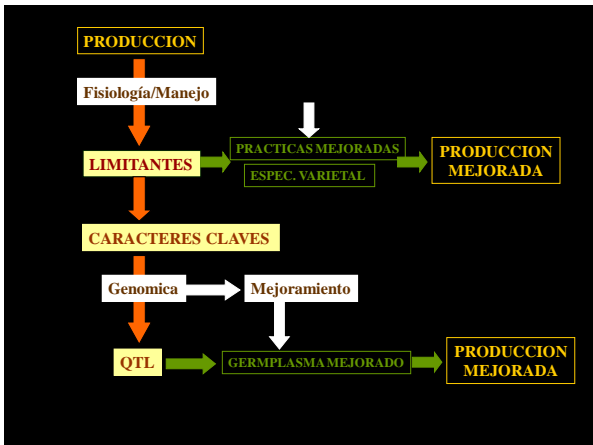 PRODUCCION
Fisiología/Manejo
LIMITANTES
PRACTICAS MEJORADAS
ESPEC. VARIETAL
PRODUCCION
MEJORADA
CARACTERES CLAVES
Genomica
Mejoramiento
QTL
GERMPLASMA MEJORADO
PRODUCCION
MEJORADA